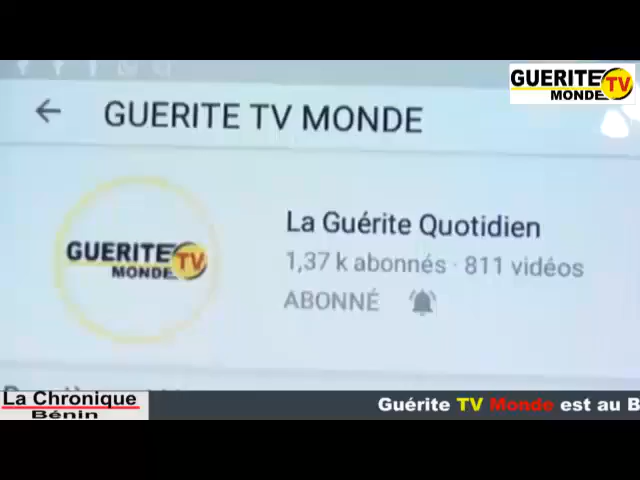 GUERITE TV
MONDE
GUERITE TV MONDE
La Guérite Quotidien
1,37 k abonnés · 811 vidéos
ABONNÉ
GUERITE TV
MONDE
La Chronique
Bénin
Guérite TV Monde est au B